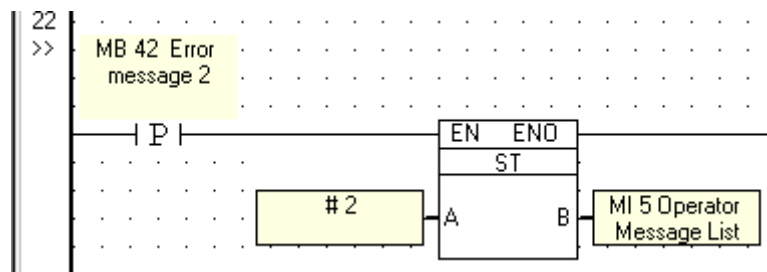 22
>>
MB 42 Error
message 2
P
EN ENO
ST
# 2
A
B
MI 5 Operator
Message List